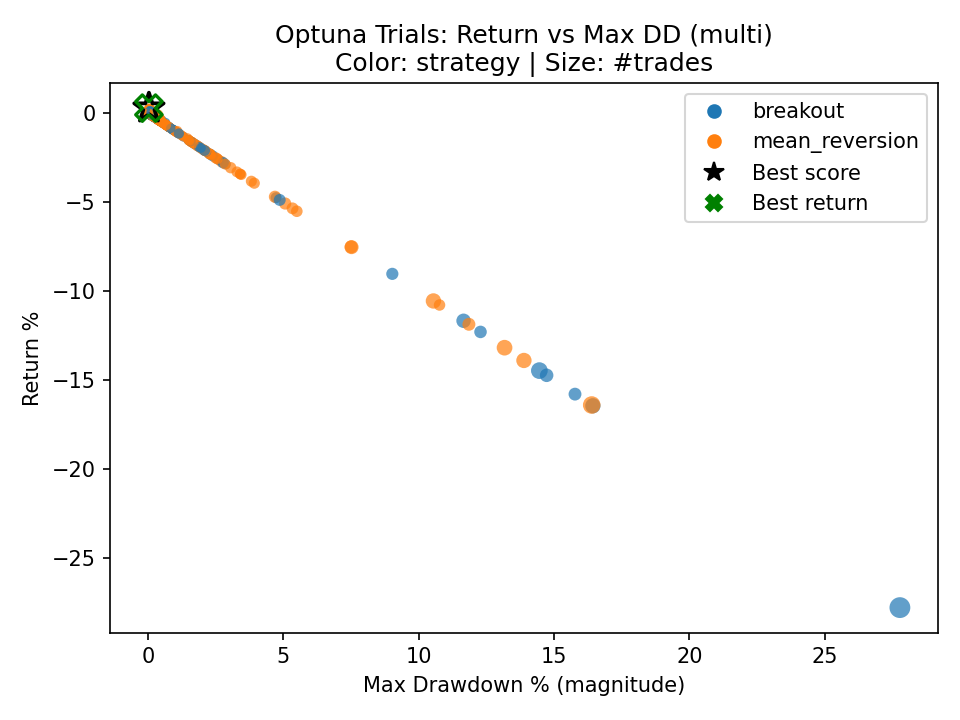 Optuna Trials: Return vs Max DD (multi)
Color: strategy | Size: #trades
breakout
mean_reversion
Best score
Best return
Return %
0
−5
−10
−15
−20
−25
0
5
10
15
20
25
Max Drawdown % (magnitude)